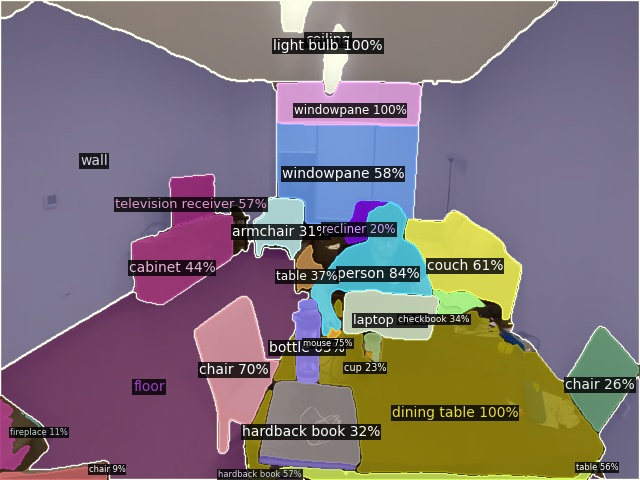 ceiling
light bulb 100%
windowpane 100%
wall
windowpane 58%
television receiver 57%
armchair 31%
recliner 20%
cabinet 44%
table 37%
person 84%
couch 61%
laptop
checkbook 34%
bottle 65%
mouse 75%
cup 23%
chair 70%
floor
chair 26%
dining table 100%
fireplace 11%
hardback book 32%
chair 9%
hardback book 57%
table 56%